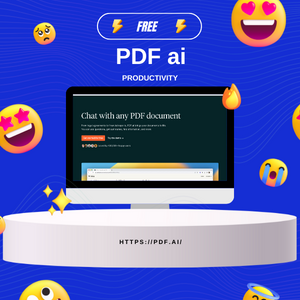 FREE
PDF ai
PRODUCTIVITY
Chat with any PDF document
HTTPS://PDF.AI/